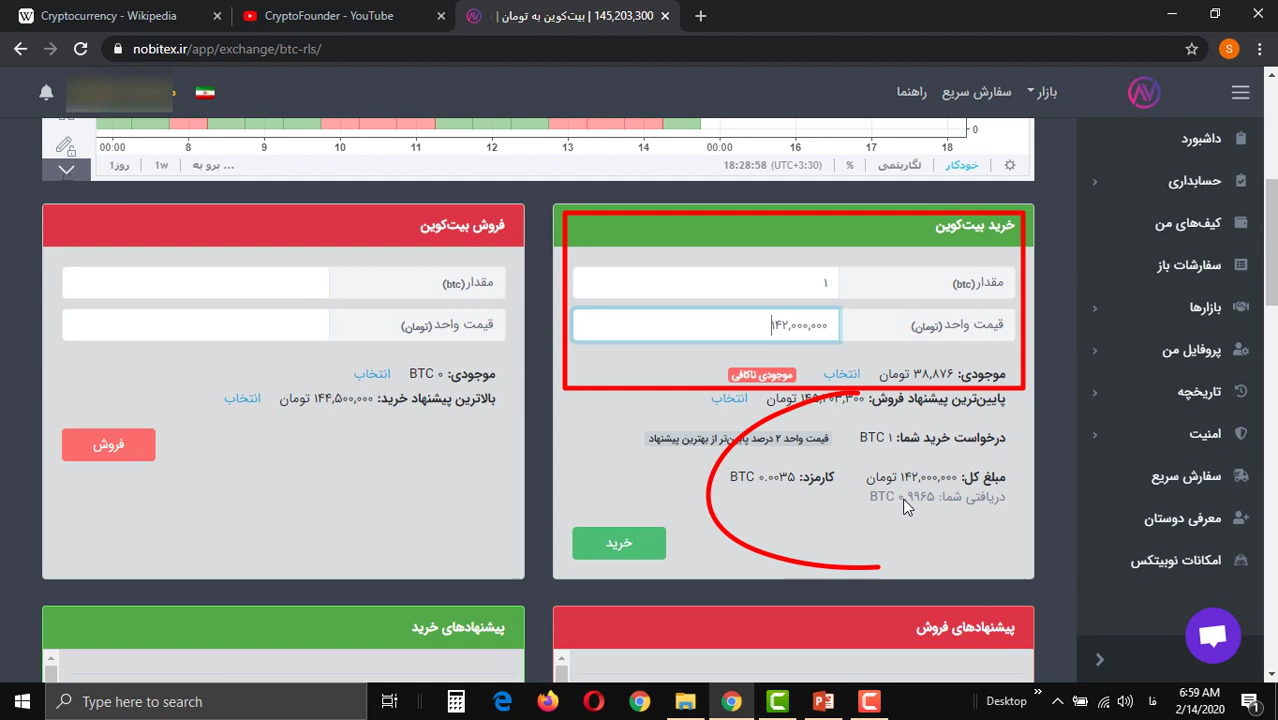 Cryptocurrency - Wikipedia
CryptoFounder - YouTube
145,203,300 | بیت‌کوین به تومان |
nobitex.ir/app/exchange/btc-rls/
S
بازار
سفارش سریع
راهنما
00:00 8 9 10 11 12 13 14 00:00 16 17 18
0
روز1
1w
برو به ...
18:28:58 (UTC+3:30)
%
لگاریتمی
خودکار
داشبورد
حسابداری
کیف‌های من
سفارشات باز
بازارها
پروفایل من
تاریخچه
امنیت
سفارش سریع
معرفی دوستان
امکانات نوبیتکس
خرید بیت‌کوین
مقدار(btc)
۱
قیمت واحد (تومان)
۱۴۲,۰۰۰,۰۰۰
موجودی: ۳۸,۸۷۶ تومان انتخاب موجودی ناکافی
پایین‌ترین پیشنهاد فروش: ۱۴۵,۲۰۳,۳۰۰ تومان انتخاب
درخواست خرید شما: ۱ BTC قیمت واحد ۲ درصد پایین‌تر از بهترین پیشنهاد
مبلغ کل: ۱۴۲,۰۰۰,۰۰۰ تومان کارمزد: ۰.۰۰۳۵ BTC
دریافتی شما: ۰.۹۹۶۵ BTC
خرید
فروش بیت‌کوین
مقدار(btc)
قیمت واحد (تومان)
موجودی: ۰ BTC انتخاب
بالاترین پیشنهاد خرید: ۱۴۴,۵۰۰,۰۰۰ تومان انتخاب
فروش
پیشنهادهای فروش
پیشنهادهای خرید
Type here to search
Desktop
فا
6:59 AM
2/14/2020
1